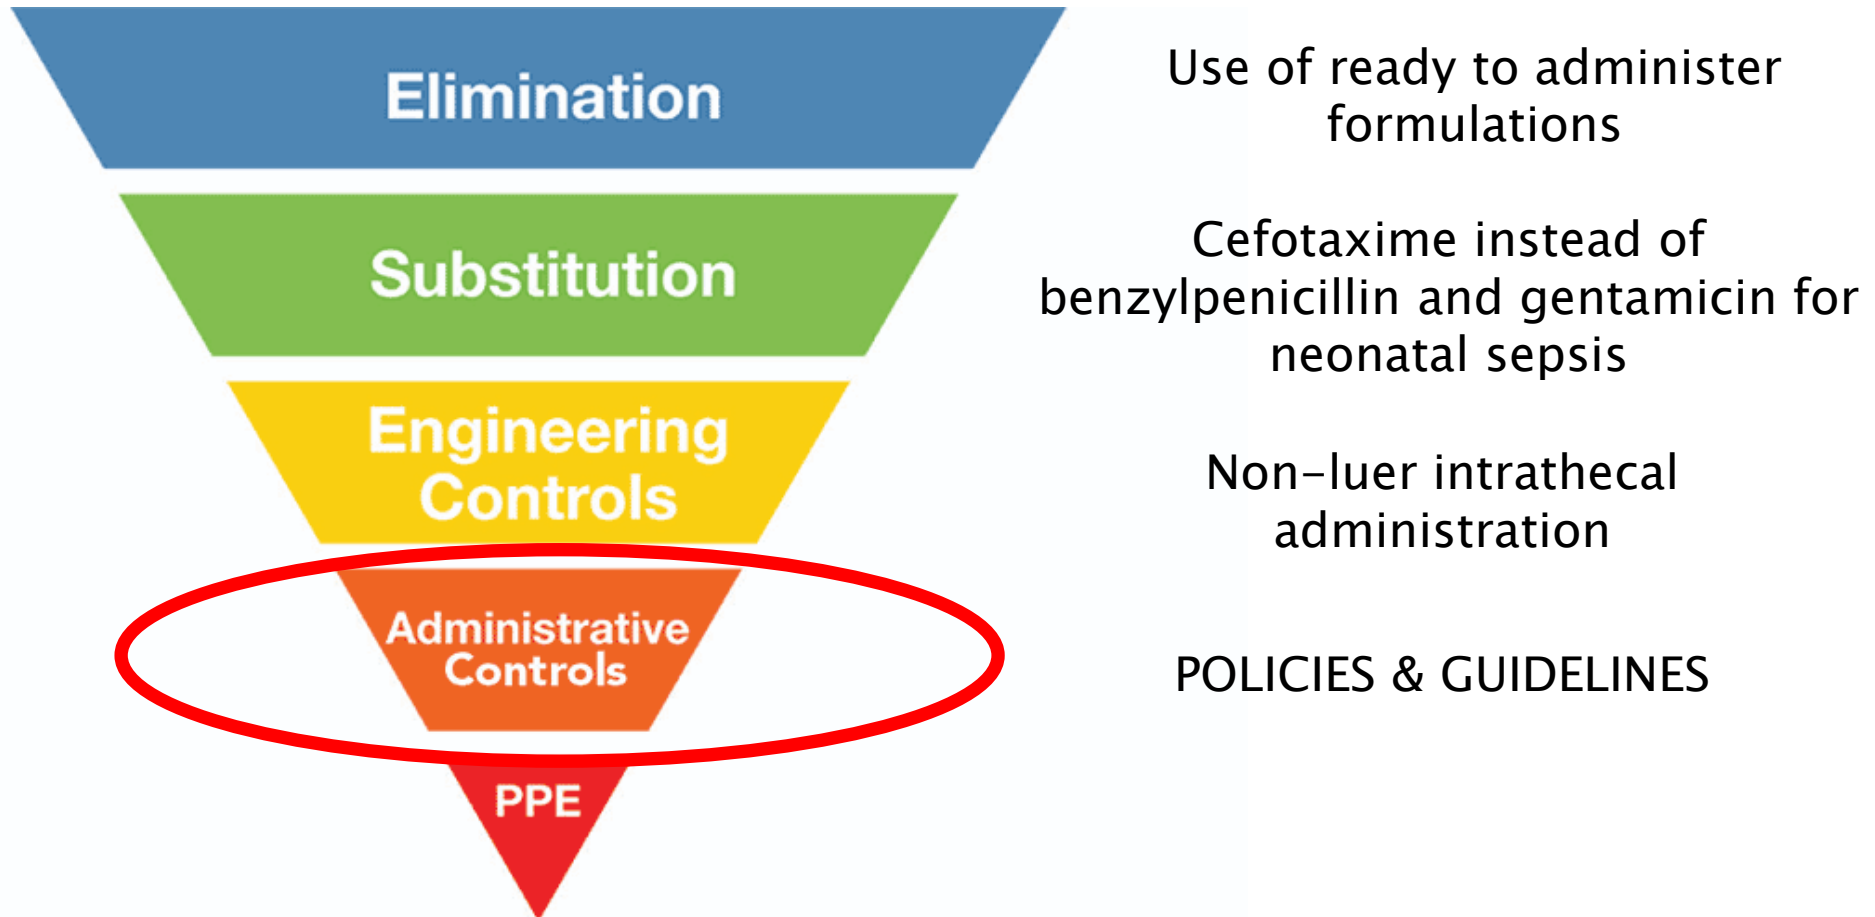 Elimination
Use of ready to administer
formulations
Substitution
Cefotaxime instead of
benzylpenicillin and gentamicin for
neonatal sepsis
Engineering
Controls
Non-luer intrathecal
administration
Administrative
Controls
POLICIES & GUIDELINES
PPE